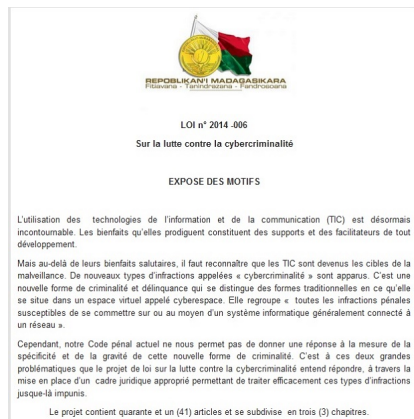 REPOBLIKAN'I MADAGASIKARA
Fitiavana - Tanindrazana - Fandrosoana
LOI n° 2014 -006
Sur la lutte contre la cybercriminalité
EXPOSE DES MOTIFS
L'utilisation des technologies de l'information et de la communication (TIC) est désormais
incontournable. Les bienfaits qu'elles prodiguent constituent des supports et des facilitateurs de tout
développement.
Mais au-delà de leurs bienfaits salutaires, il faut reconnaître que les TIC sont devenus les cibles de la
malveillance. De nouveaux types d'infractions appelées « cybercriminalité » sont apparus. C'est une
nouvelle forme de criminalité et délinquance qui se distingue des formes traditionnelles en ce qu'elle
se situe dans un espace virtuel appelé cyberespace. Elle regroupe « toutes les infractions pénales
susceptibles de se commettre sur ou au moyen d'un système informatique généralement connecté à
un réseau ».
Cependant, notre Code pénal actuel ne nous permet pas de donner une réponse à la mesure de la
spécificité et de la gravité de cette nouvelle forme de criminalité. C'est à ces deux grandes
problématiques que le projet de loi sur la lutte contre la cybercriminalité entend répondre, à travers la
mise en place d'un cadre juridique approprié permettant de traiter efficacement ces types d'infractions
jusque-là impunis.
Le projet contient quarante et un (41) articles et se subdivise en trois (3) chapitres.